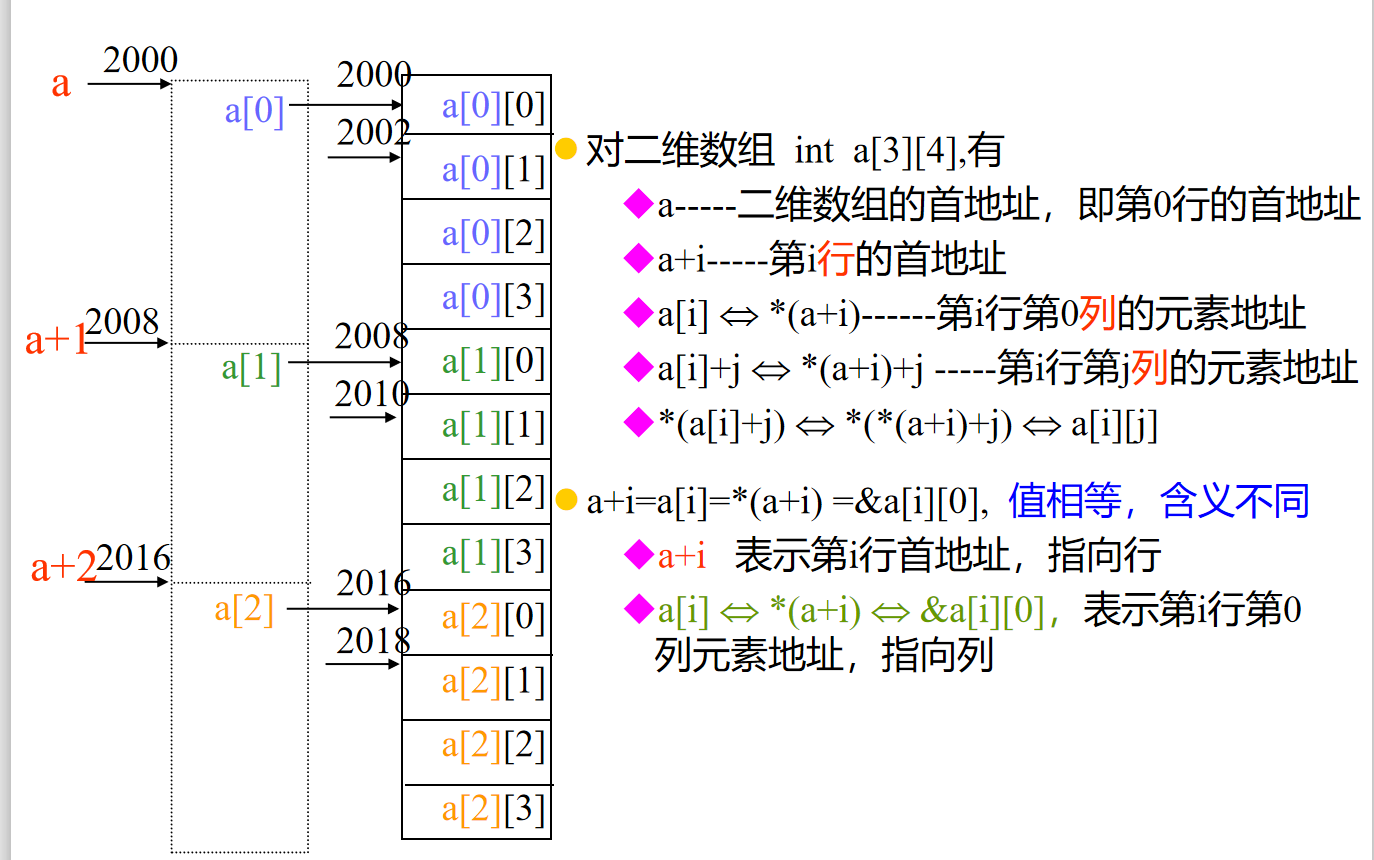 a 2000
a[0] 2000 a[0][0]
2002
a[0][1]
a[0][2]
a[0][3]
a+1 2008
a[1] 2008 a[1][0]
2010
a[1][1]
a[1][2]
a[1][3]
a+2 2016
a[2] 2016 a[2][0]
2018
a[2][1]
a[2][2]
a[2][3]
对二维数组 int a[3][4],有
a-----二维数组的首地址，即第0行的首地址
a+i-----第i行的首地址
a[i] ⇔ *(a+i)------第i行第0列的元素地址
a[i]+j ⇔ *(a+i)+j -----第i行第j列的元素地址
*(a[i]+j) ⇔ *(*(a+i)+j) ⇔ a[i][j]
a+i=a[i]=*(a+i) =&a[i][0], 值相等，含义不同
a+i 表示第i行首地址，指向行
a[i] ⇔ *(a+i) ⇔ &a[i][0]，表示第i行第0
列元素地址，指向列